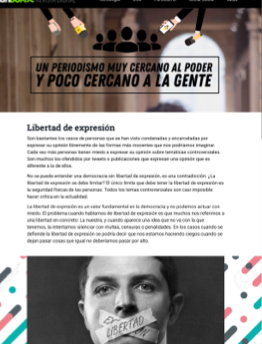 UN PERIODISMO MUY CERCANO AL PODER
Y POCO CERCANO A LA GENTE
Libertad de expresión
Son bastantes los casos de personas que se han visto condenadas y encarceladas por
expresar su opinión libremente de las formas más inocentes que nos podríamos imaginar.
Cada vez más personas tienen miedo a expresar su opinión sobre temáticas controversiales.
Son muchos los ofendidos por tweets o publicaciones que expresan una opinión que es
diferente a la de ellos.
No se puede entender una democracia sin libertad de expresión, es una contradicción. ¿La
libertad de expresión se debe limitar? El único límite que debe tener la libertad de expresión es
la seguridad física de las personas. Todos los temas controversiales son casi imposible
hacer crítica en la actualidad.
La libertad de expresión es un valor fundamental en la democracia y no podemos actuar con
miedo. El problema cuando hablamos de libertad de expresión es que muchos nos referimos a
una libertad en concreto: La nuestra, y cuando aparece una idea que no va con la que
tenemos, la intentamos silenciar con multas, censuras o penalidades. En los casos cuando se
defiende la libertad de expresión se podría decir que nos estamos haciendo ciegos cuando se
dejan pasar cosas que igual no deberíamos pasar por alto.
LIBERTAD